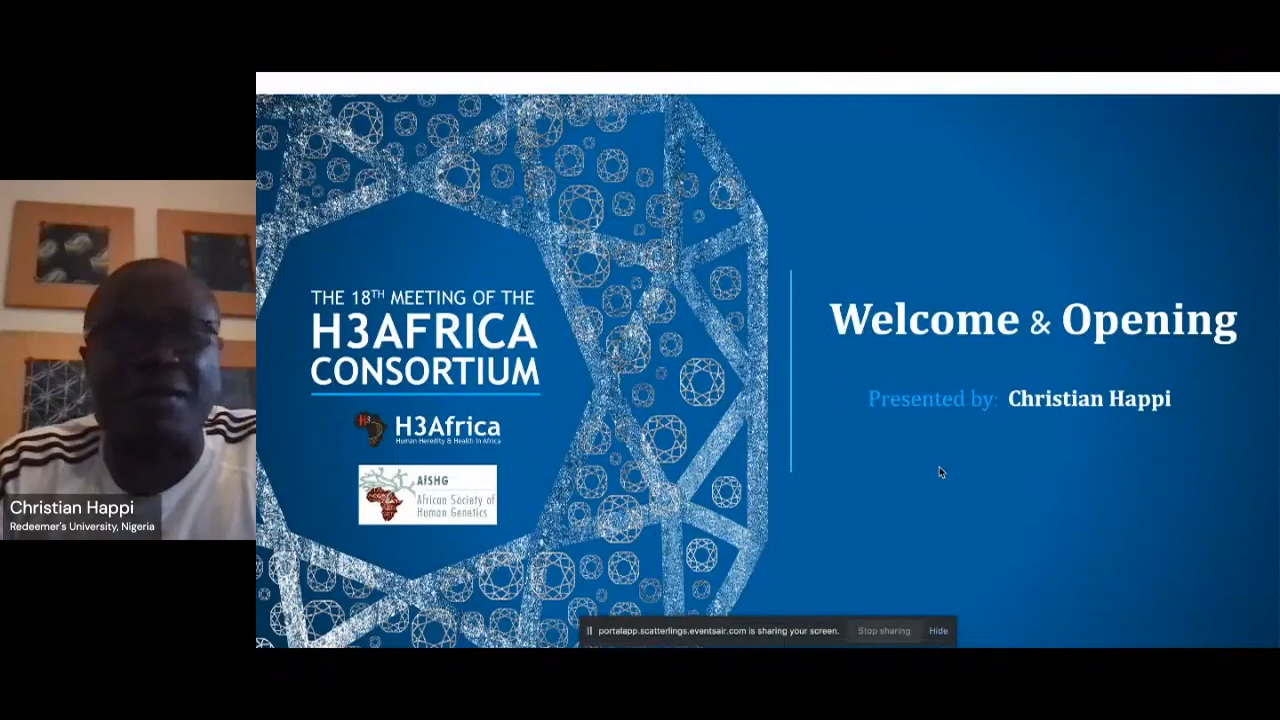 THE 18TH MEETING OF THE
H3AFRICA
CONSORTIUM
H3
H3Africa
Human Heredity & Health in Africa
AfSHG
African Society of
Human Genetics
Welcome & Opening
Presented by: Christian Happi
Christian Happi
Redeemer's University, Nigeria
portalapp.scatterlings.eventsair.com is sharing your screen.
Stop sharing
Hide